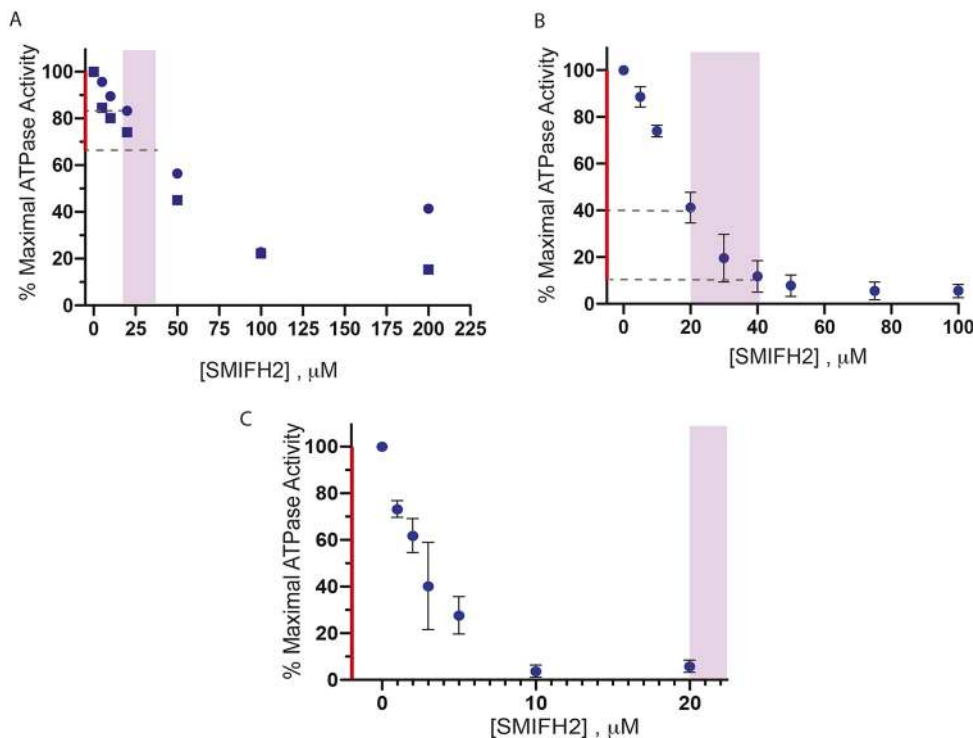 A
% Maximal ATPase Activity
100
80
60
40
20
0
0 25 50 75 100 125 150 175 200 225
[SMIFH2] , μM
B
% Maximal ATPase Activity
100
80
60
40
20
0
0 20 40 60 80 100
[SMIFH2] , μM
C
% Maximal ATPase Activity
100
80
60
40
20
0
0 10 20
[SMIFH2] , μM